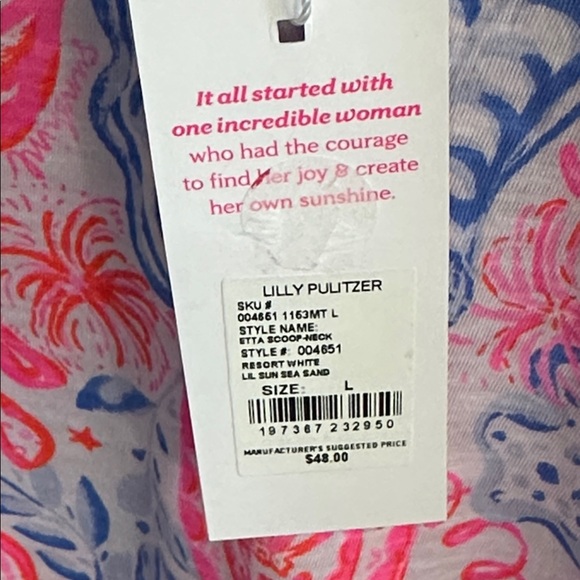 It all started with
one incredible woman
who had the courage
to find her joy & create
her own sunshine.
LILLY PULITZER
SKU #
004651 1153MT L
STYLE NAME:
ETTA SCOOP-NECK
STYLE #: 004651
RESORT WHITE
LIL SUN SEA SAND
SIZE: L
197367 232950
MANUFACTURER'S SUGGESTED PRICE
$48.00
Sunshine